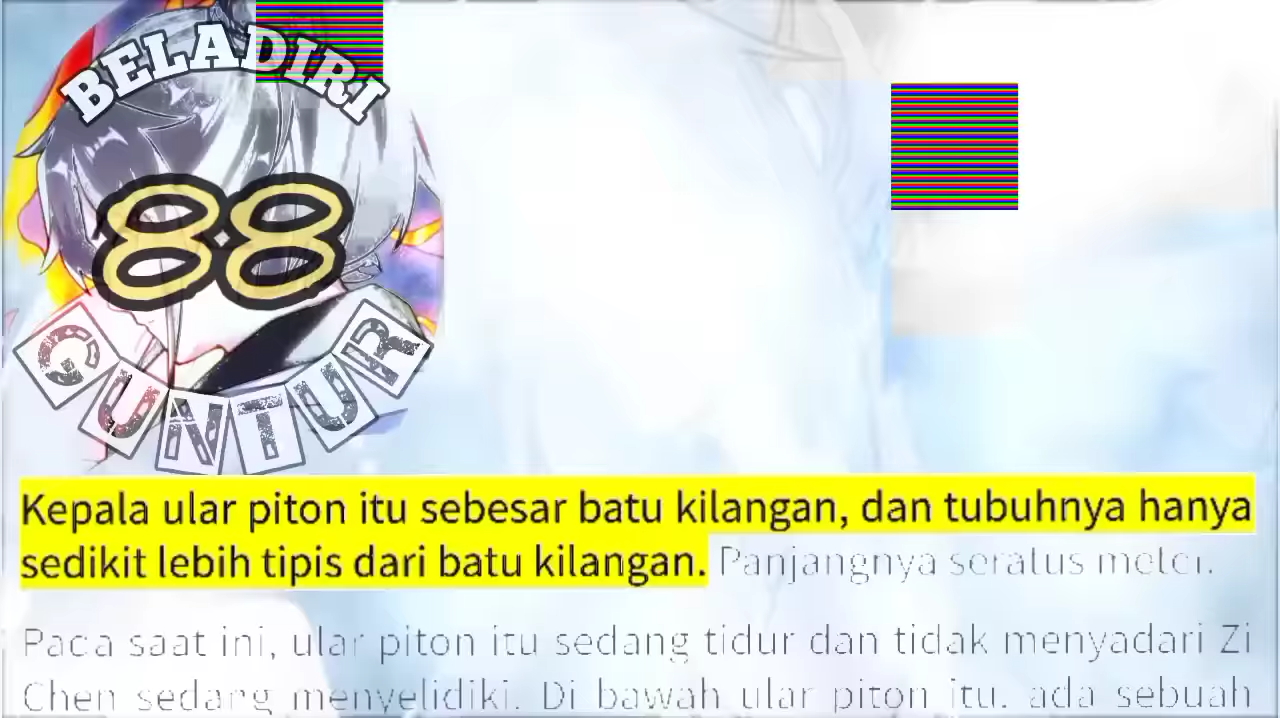 BELADIRI
88
GUNTUR
Kepala ular piton itu sebesar batu kilangan, dan tubuhnya hanya
sedikit lebih tipis dari batu kilangan. Panjangnya seratus meter.
Pada saat ini, ular piton itu sedang tidur dan tidak menyadari Zi
Chen sedang menyelidiki. Di bawah ular piton itu, ada sebuah